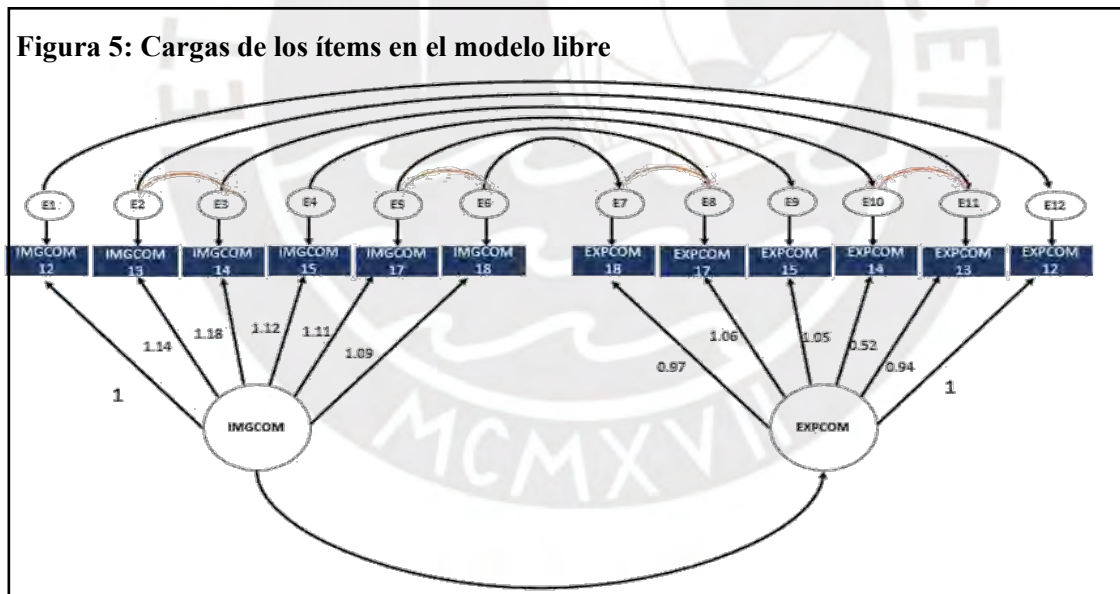 Figura 5: Cargas de los ítems en el modelo libre
E1 E2 E3 E4 E5 E6 E7 E8 E9 E10 E11 E12
IMGCOM IMGCOM IMGCOM IMGCOM IMGCOM IMGCOM EXPCOM EXPCOM EXPCOM EXPCOM EXPCOM EXPCOM
12 13 14 15 17 18 18 17 15 14 13 12
1 1.14 1.18 1.12 1.11 1.09 0.97 1.06 1.05 0.52 0.94 1
IMGCOM EXPCOM
ET
CET
MCMXVII